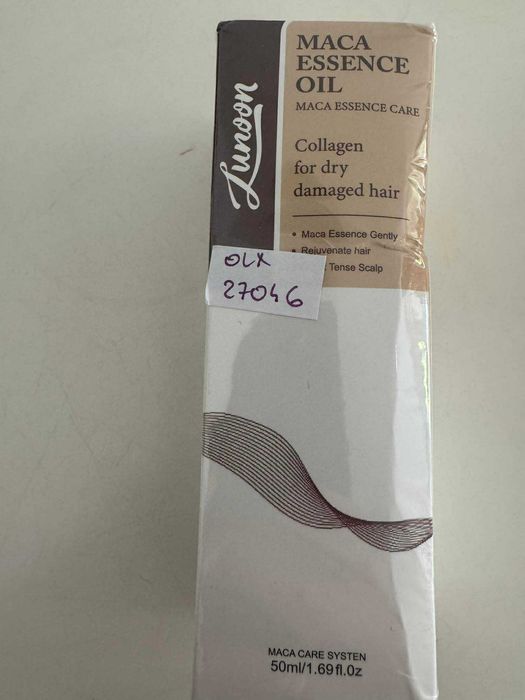 Lunoon
MACA
ESSENCE
OIL
MACA ESSENCE CARE
Collagen
for dry
damaged hair
• Maca Essence Gently
• Rejuvenate hair
Tense Scalp
OLX
27046
MACA CARE SYSTEN
50ml/1.69fl.0z